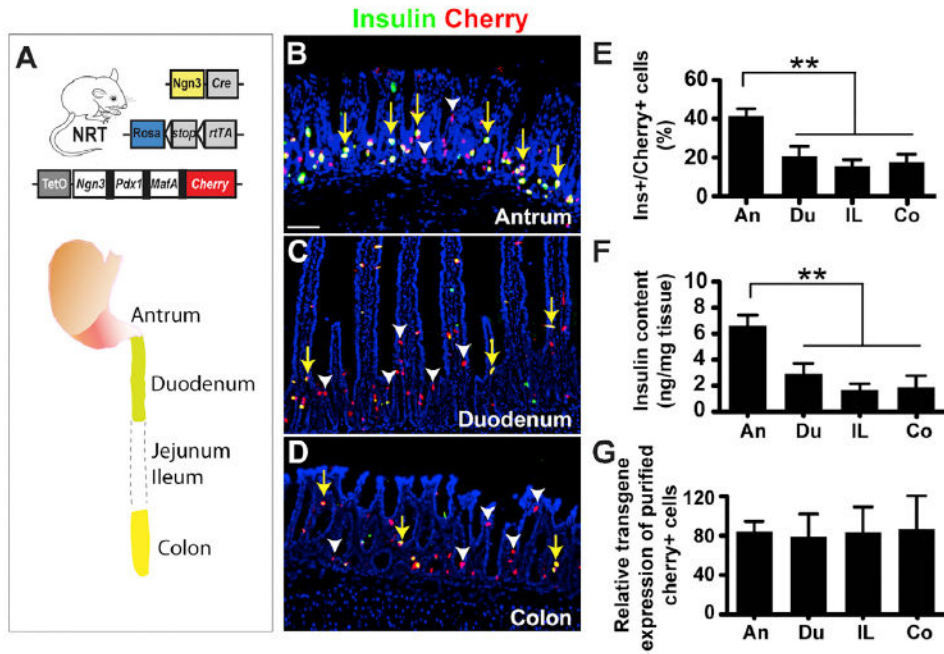 Insulin Cherry
A
Ngn3 Cre
NRT
Rosa stop rtTA
TetO Ngn3 Pdx1 MafA Cherry
Antrum
Duodenum
Jejunum
Ileum
Colon
B
Antrum
C
Duodenum
D
Colon
E
Ins+/Cherry+ cells
(%)
60
40
20
0
**
An Du IL Co
F
Insulin content
(ng/mg tissue)
10
8
6
4
2
0
**
An Du IL Co
G
Relative transgene
expression of purified
cherry+ cells
120
80
40
0
An Du IL Co